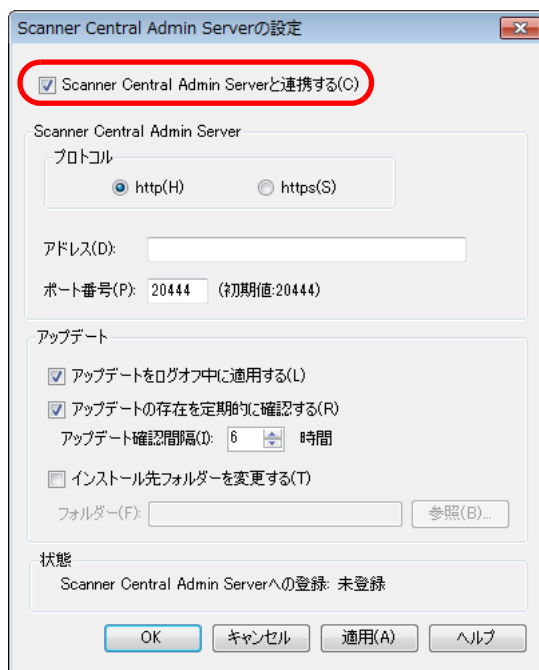 Scanner Central Admin Serverの設定
Scanner Central Admin Serverと連携する(C)
Scanner Central Admin Server
プロトコル
http(H) https(S)
アドレス(D):
ポート番号(P): 20444 (初期値:20444)
アップデート
アップデートをログオフ中に適用する(L)
アップデートの存在を定期的に確認する(R)
アップデート確認間隔(I): 6 時間
インストール先フォルダーを変更する(T)
フォルダー(F): 参照(B)...
状態
Scanner Central Admin Serverへの登録: 未登録
OK キャンセル 適用(A) ヘルプ